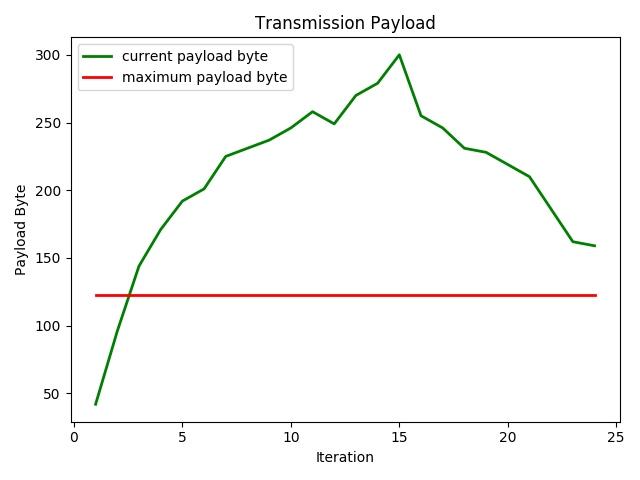 Transmission Payload
current payload byte
maximum payload byte
Payload Byte
300
250
200
150
100
50
0 5 10 15 20 25
Iteration